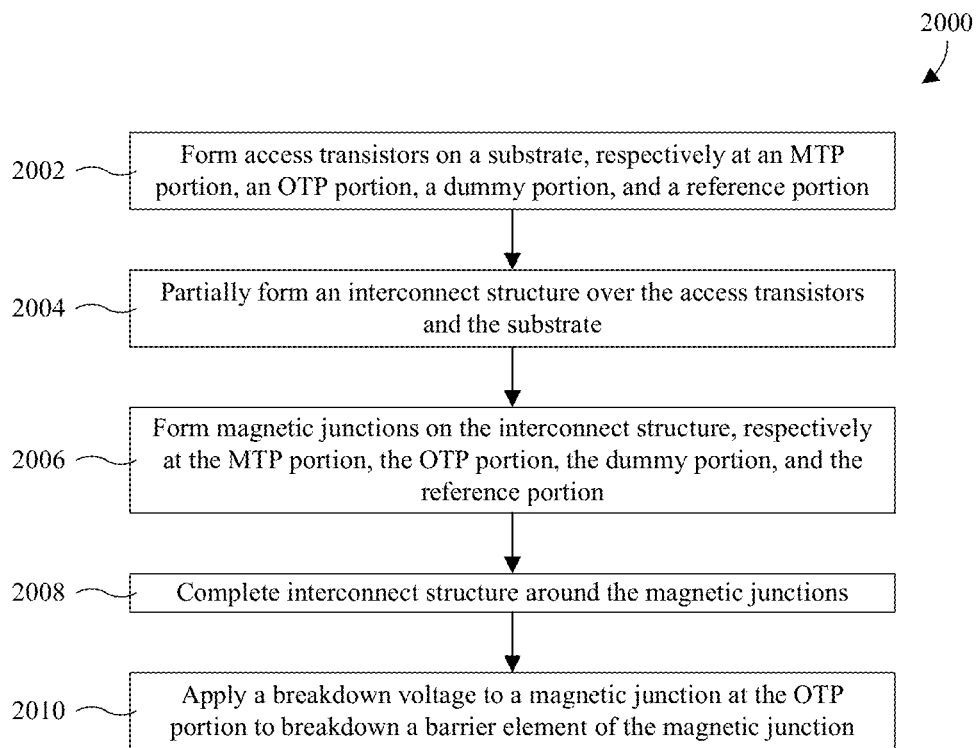 2000
2002
Form access transistors on a substrate, respectively at an MTP
portion, an OTP portion, a dummy portion, and a reference portion
2004
Partially form an interconnect structure over the access transistors
and the substrate
2006
Form magnetic junctions on the interconnect structure, respectively
at the MTP portion, the OTP portion, the dummy portion, and the
reference portion
2008
Complete interconnect structure around the magnetic junctions
2010
Apply a breakdown voltage to a magnetic junction at the OTP
portion to breakdown a barrier element of the magnetic junction